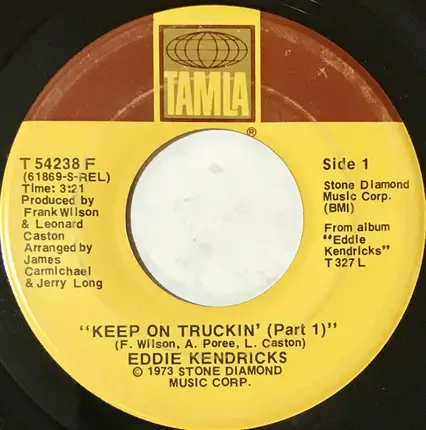 TAMLA
®
T 54238 F
(61869-S-REL)
Time: 3:21
Produced by
Frank Wilson
& Leonard
Caston
Arranged by
James
Carmichael
& Jerry Long
Side 1
Stone Diamond
Music Corp.
(BMI)
From album
"Eddie
Kendricks"
T 327 L
"KEEP ON TRUCKIN' (Part 1)"
(F. Wilson, A. Poree, L. Caston)
EDDIE KENDRICKS
© 1973 STONE DIAMOND
MUSIC CORP.